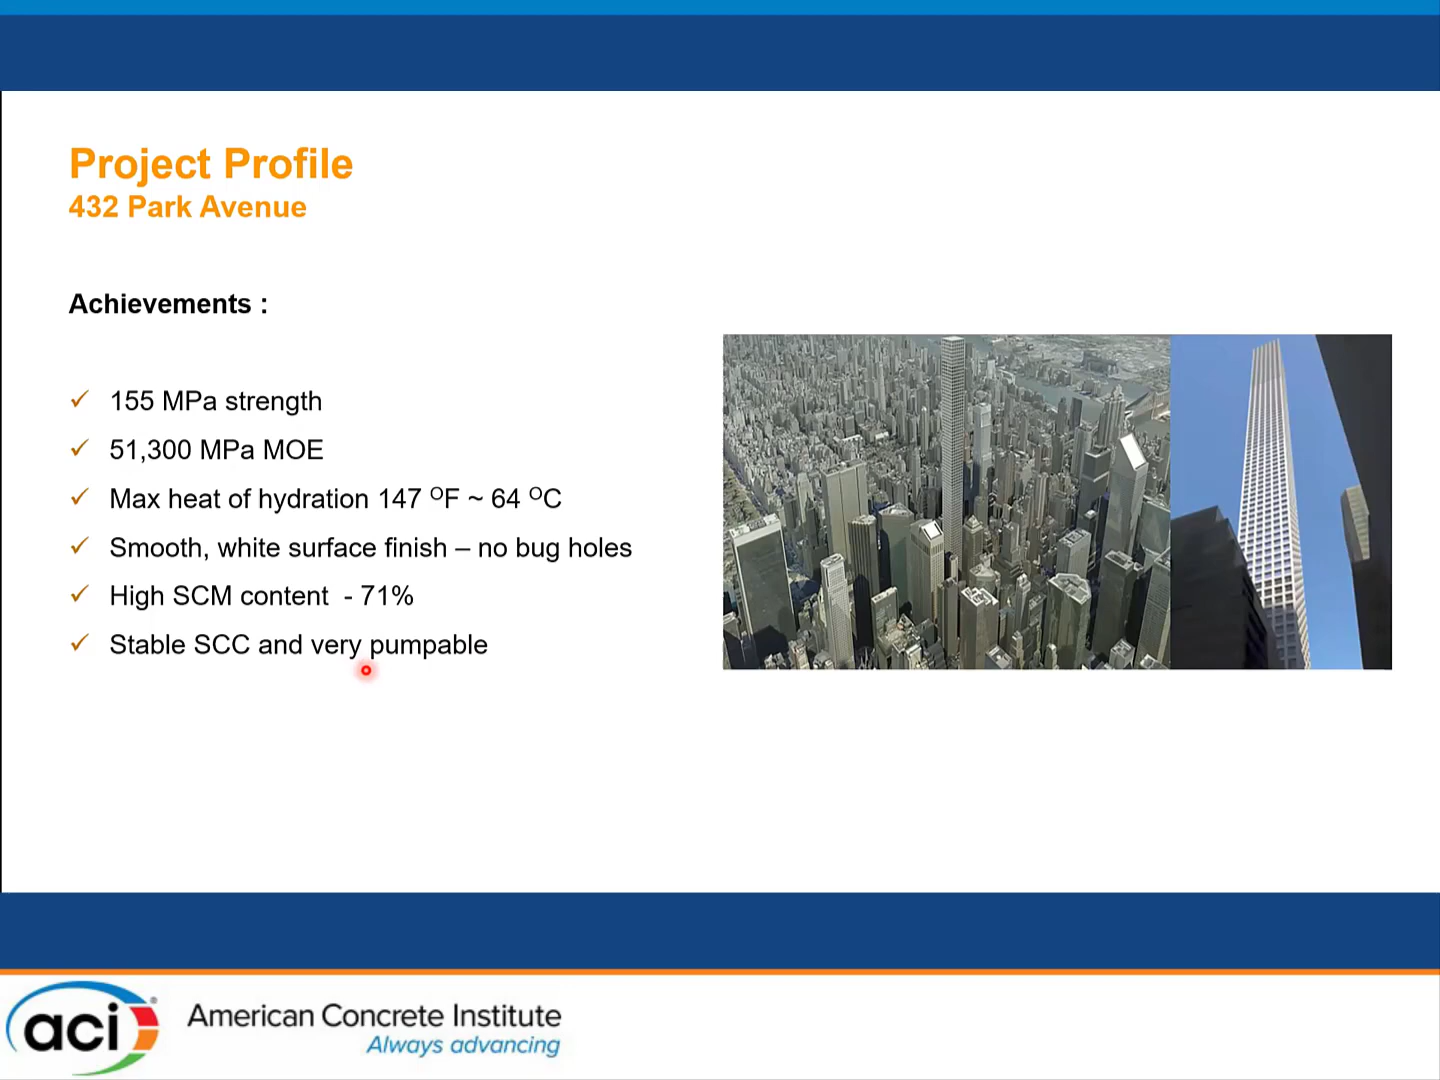 Project Profile
432 Park Avenue
Achievements :
✓ 155 MPa strength
✓ 51,300 MPa MOE
✓ Max heat of hydration 147 ᴼF ~ 64 ᴼC
✓ Smooth, white surface finish – no bug holes
✓ High SCM content - 71%
✓ Stable SCC and very pumpable
aci®
American Concrete Institute
Always advancing